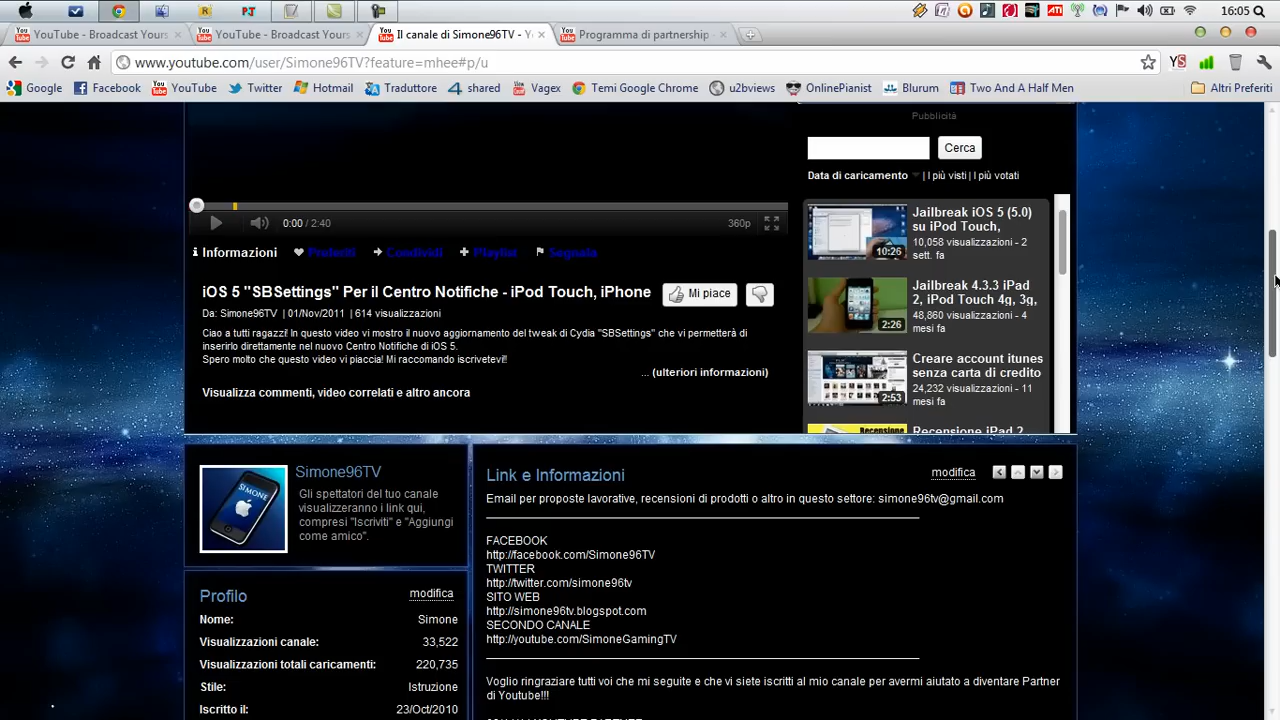 16:05
YouTube - Broadcast Yours
YouTube - Broadcast Yours
Il canale di Simone96TV - Y
Programma di partnership
www.youtube.com/user/Simone96TV?feature=mhee#p/u
Google
Facebook
YouTube
Twitter
Hotmail
Traduttore
shared
Vagex
Temi Google Chrome
u2bviews
OnlinePianist
Blurum
Two And A Half Men
Altri Preferiti
Pubblicità
Cerca
Data di caricamento | I più visti | I più votati
0:00 / 2:40
360p
Informazioni
Preferiti
Condividi
Playlist
Segnala
iOS 5 "SBSettings" Per il Centro Notifiche - iPod Touch, iPhone
Mi piace
Da: Simone96TV | 01/Nov/2011 | 614 visualizzazioni
Ciao a tutti ragazzi! In questo video vi mostro il nuovo aggiornamento del tweak di Cydia "SBSettings" che vi permetterà di
inserirlo direttamente nel nuovo Centro Notifiche di iOS 5.
Spero molto che questo video vi piaccia! Mi raccomando iscrivetevi!!
... (ulteriori informazioni)
Visualizza commenti, video correlati e altro ancora
Jailbreak iOS 5 (5.0)
su iPod Touch,
10,058 visualizzazioni - 2
sett. fa
10:26
Jailbreak 4.3.3 iPad
2, iPod Touch 4g, 3g,
48,860 visualizzazioni - 4
mesi fa
2:26
Creare account itunes
senza carta di credito
24,232 visualizzazioni - 11
mesi fa
2:53
Recensione
Recensione iPad 2
SIMONE
Simone96TV
Gli spettatori del tuo canale
visualizzeranno i link qui,
compresi "Iscriviti" e "Aggiungi
come amico".
Profilo
modifica
Nome: Simone
Visualizzazioni canale: 33,522
Visualizzazioni totali caricamenti: 220,735
Stile: Istruzione
Iscritto il: 23/Oct/2010
Link e Informazioni
modifica
Email per proposte lavorative, recensioni di prodotti o altro in questo settore: simone96tv@gmail.com
FACEBOOK
http://facebook.com/Simone96TV
TWITTER
http://twitter.com/simone96tv
SITO WEB
http://simone96tv.blogspot.com
SECONDO CANALE
http://youtube.com/SimoneGamingTV
Voglio ringraziare tutti voi che mi seguite e che vi siete iscritti al mio canale per avermi aiutato a diventare Partner
di Youtube!!!